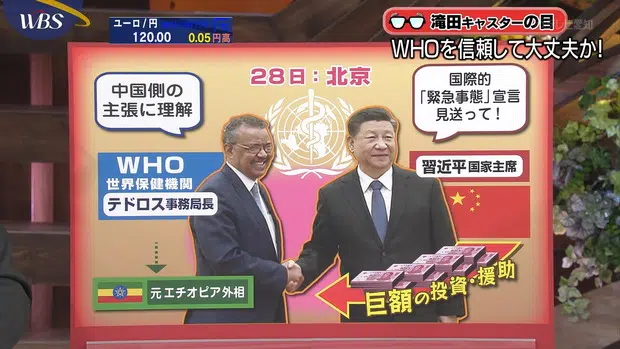 WBS
ユーロ/円
120.00 0.05円高
滝田キャスターの目
WHOを信頼して大丈夫か!
28日:北京
中国側の
主張に理解
国際的
「緊急事態」宣言
見送って!
WHO
世界保健機関
テドロス事務局長
習近平国家主席
元エチオピア外相
巨額の投資・援助